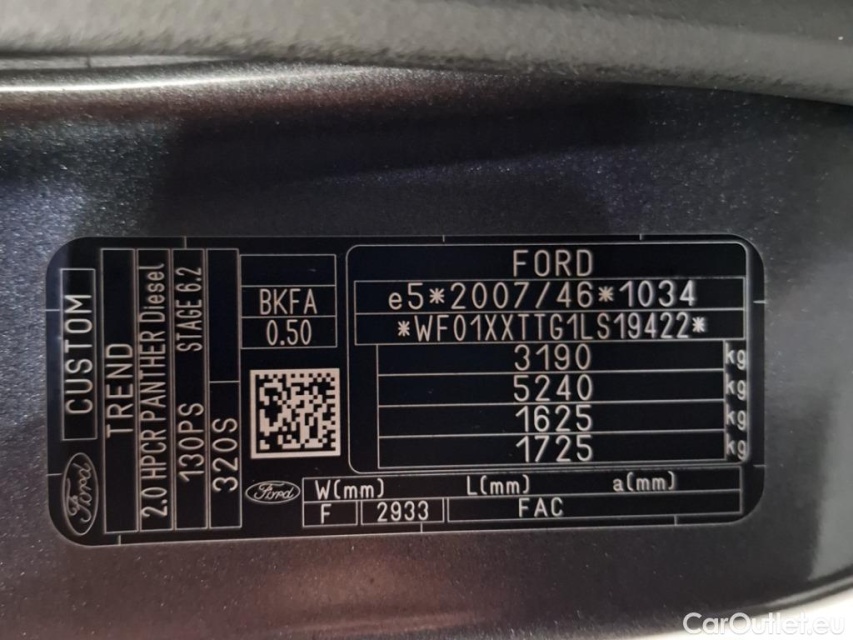 CUSTOM
TREND
2.0 HPCR PANTHER Diesel
130PS STAGE 6.2
320S
Ford
BKFA
0.50
Ford
FORD
e5*2007/46*1034
*WF01XXTTG1LS19422*
3190 kg
5240 kg
1625 kg
1725 kg
W(mm) L(mm) a(mm)
F 2933 FAC
CarOutlet.eu